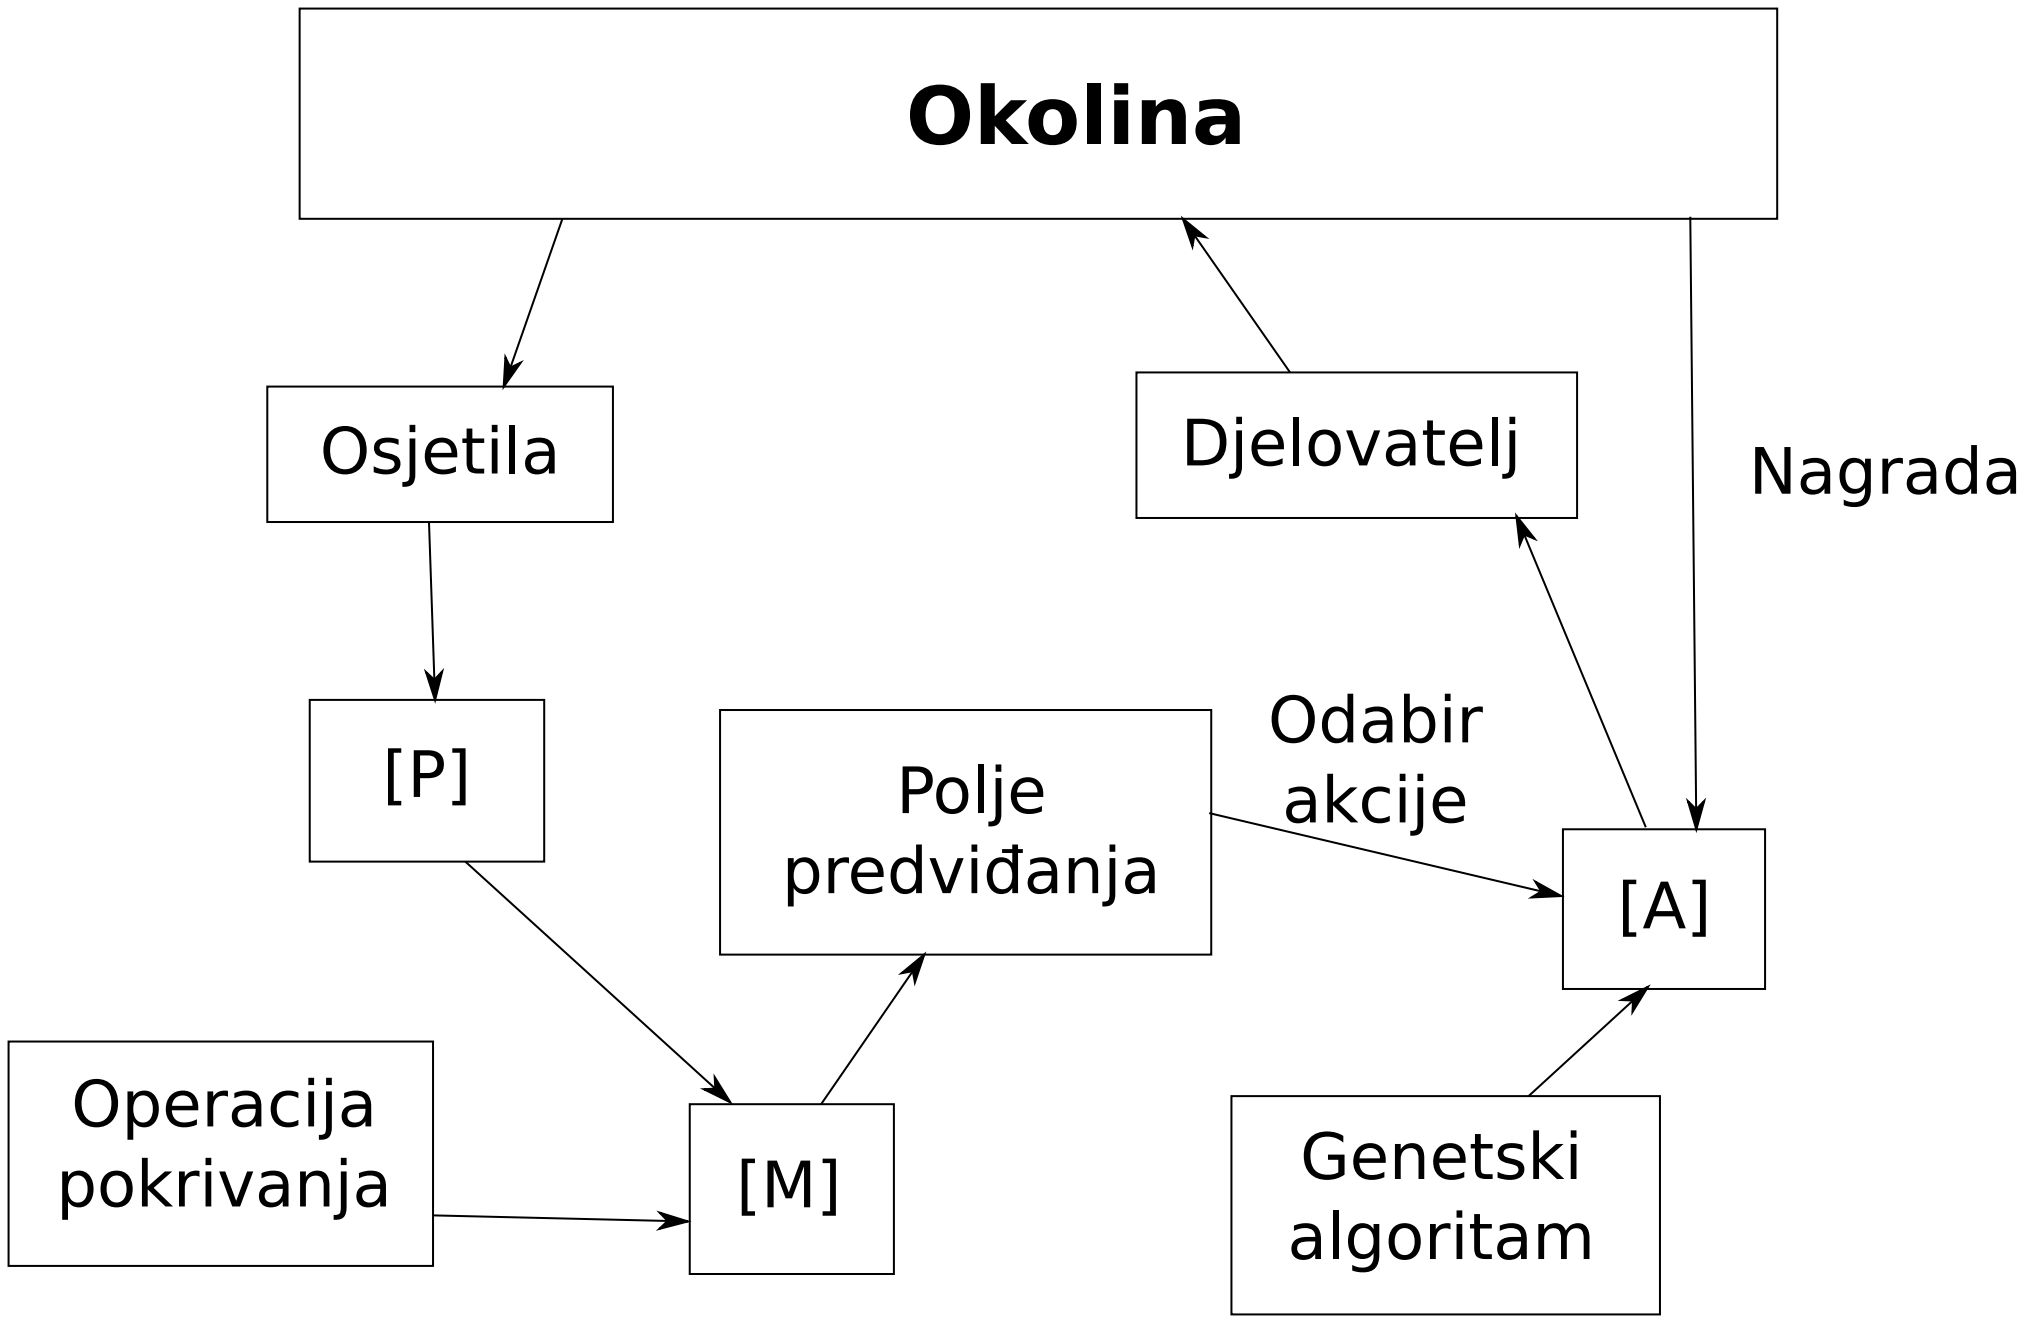 Okolina
Osjetila
Djelovatelj
Nagrada
[P]
Polje
predviđanja
Odabir
akcije
[A]
Operacija
pokrivanja
[M]
Genetski
algoritam